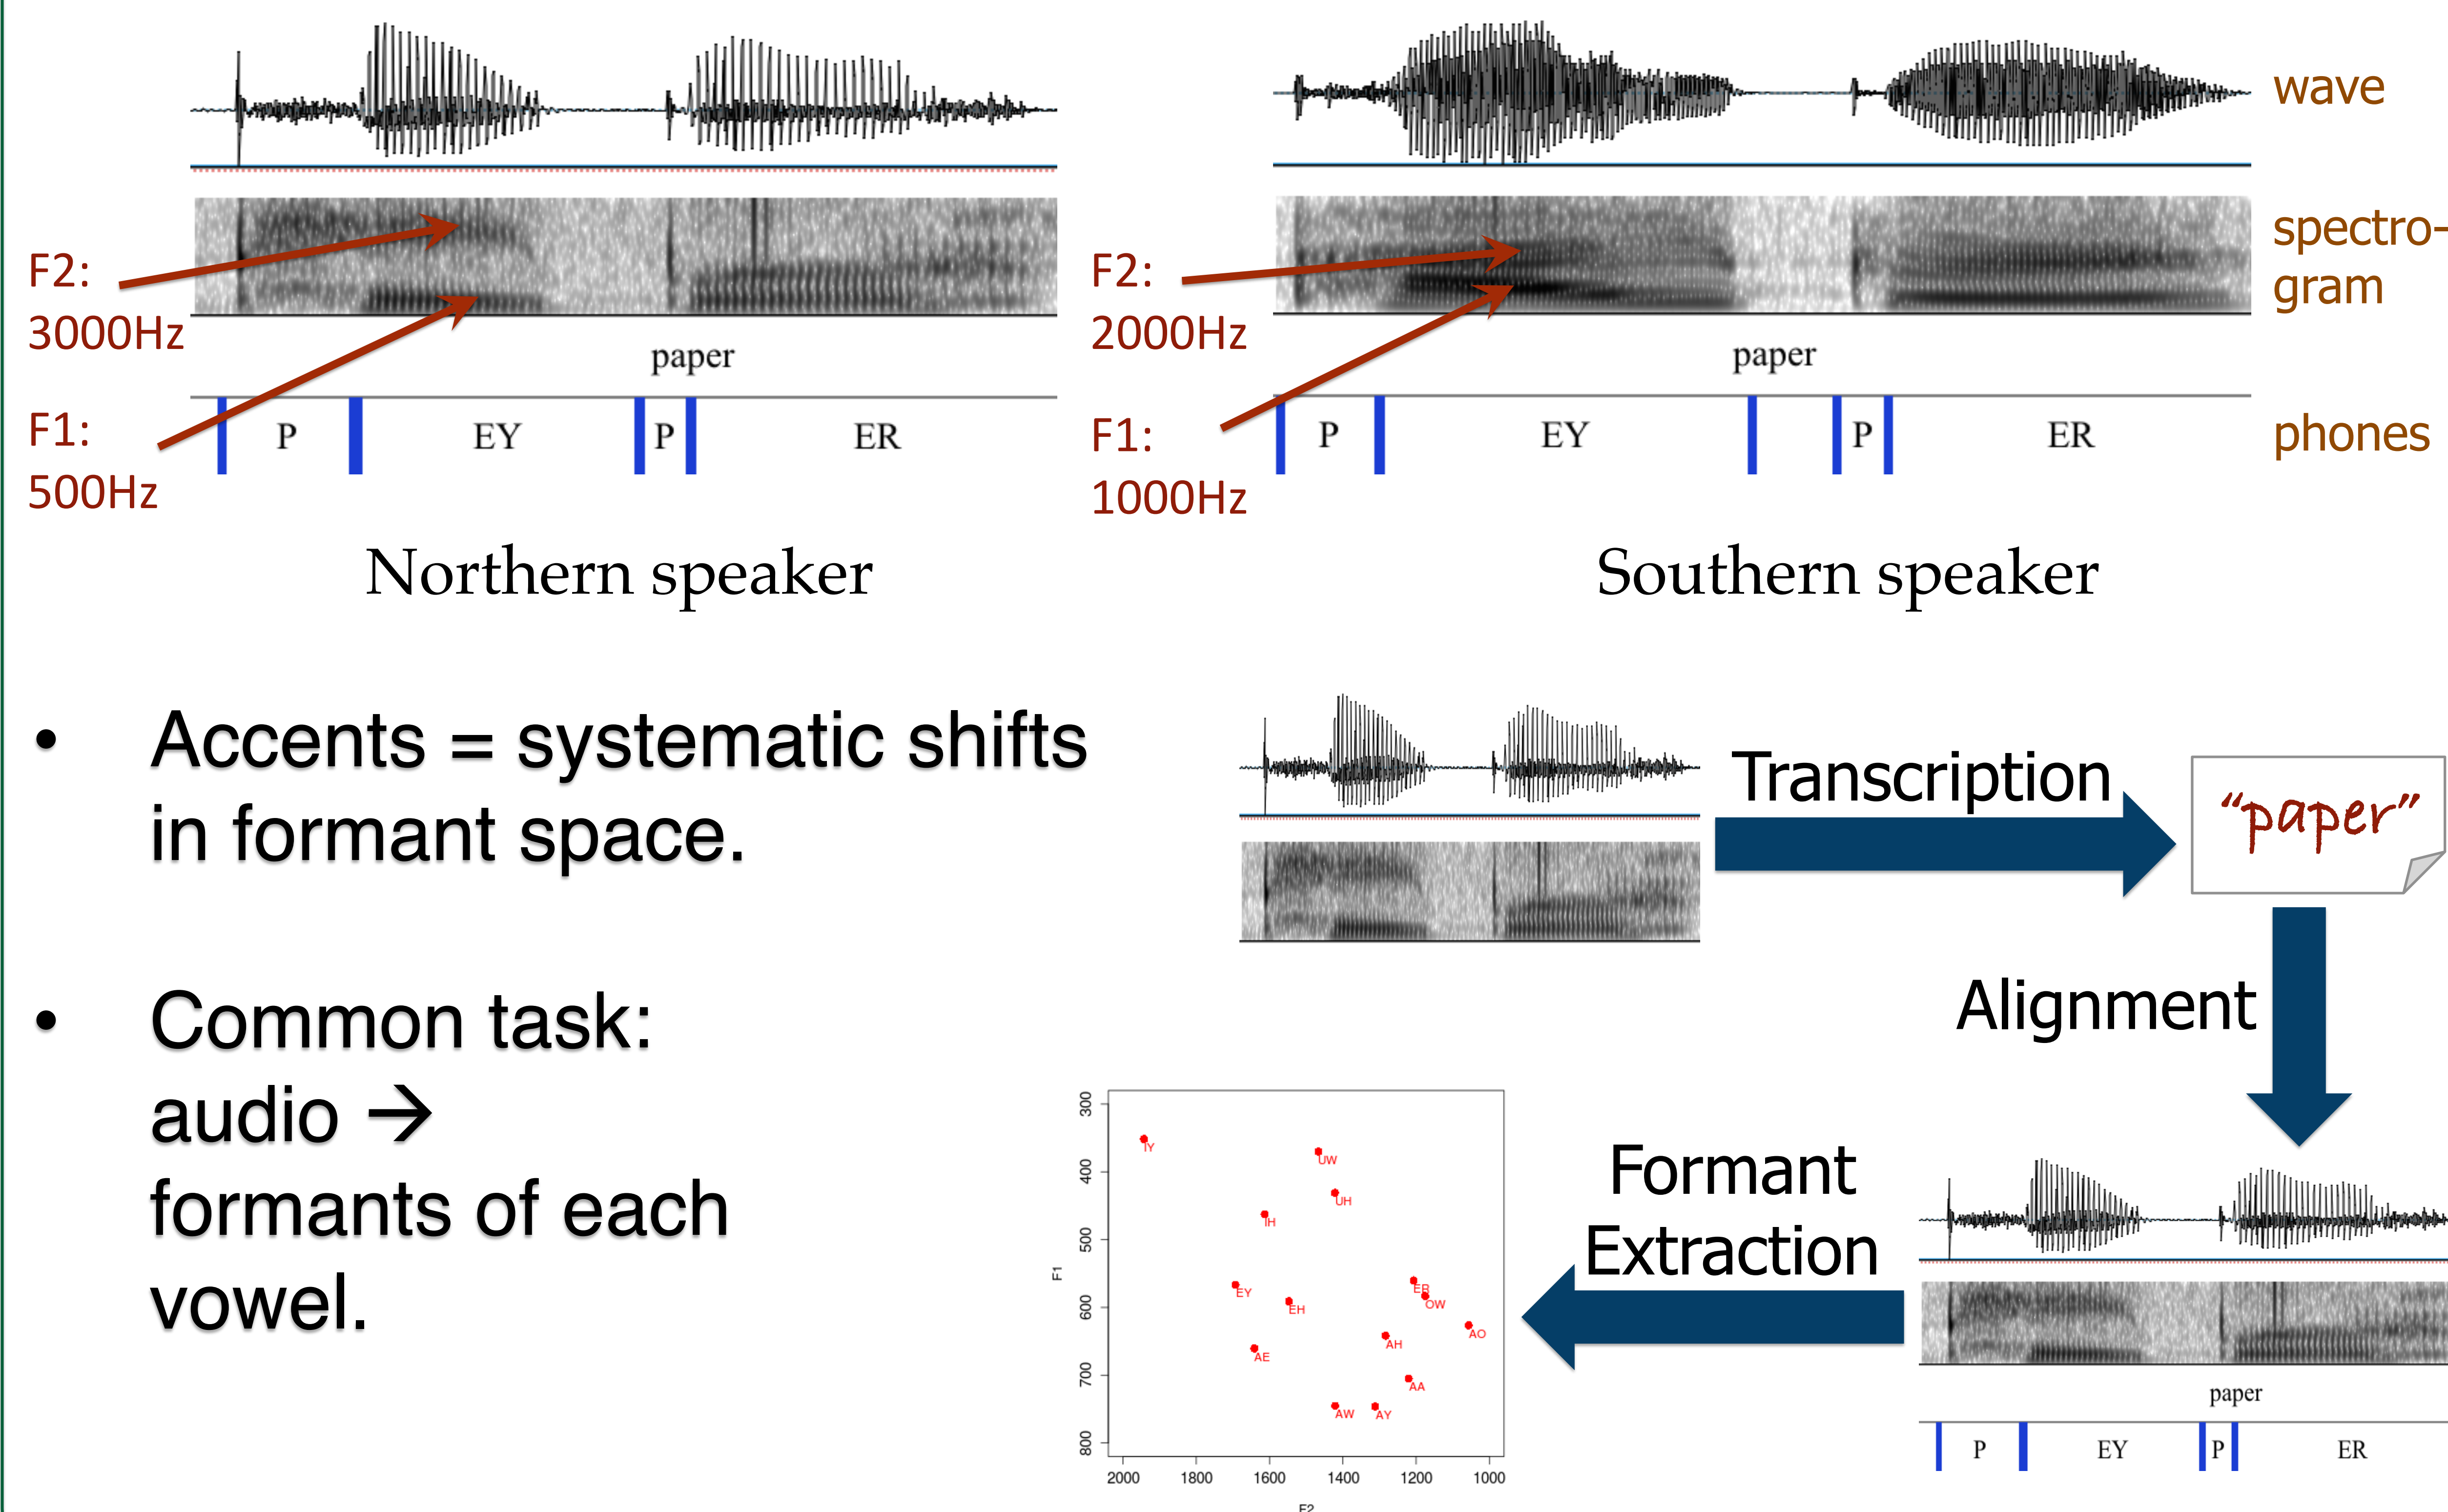 wave
spectro-
gram
F2:
3000Hz
F1:
500Hz
paper
P EY P ER
Northern speaker
F2:
2000Hz
F1:
1000Hz
paper
P EY P ER
phones
Southern speaker
• Accents = systematic shifts
in formant space.
• Common task:
audio →
formants of each
vowel.
Transcription
"paper"
Alignment
paper
P EY P ER
Formant
Extraction
F1
300
400
500
600
700
800
IY
UW
UH
IH
EY
EH
ER
OW
AO
AH
AE
AA
AW
AY
2000 1800 1600 1400 1200 1000
F2